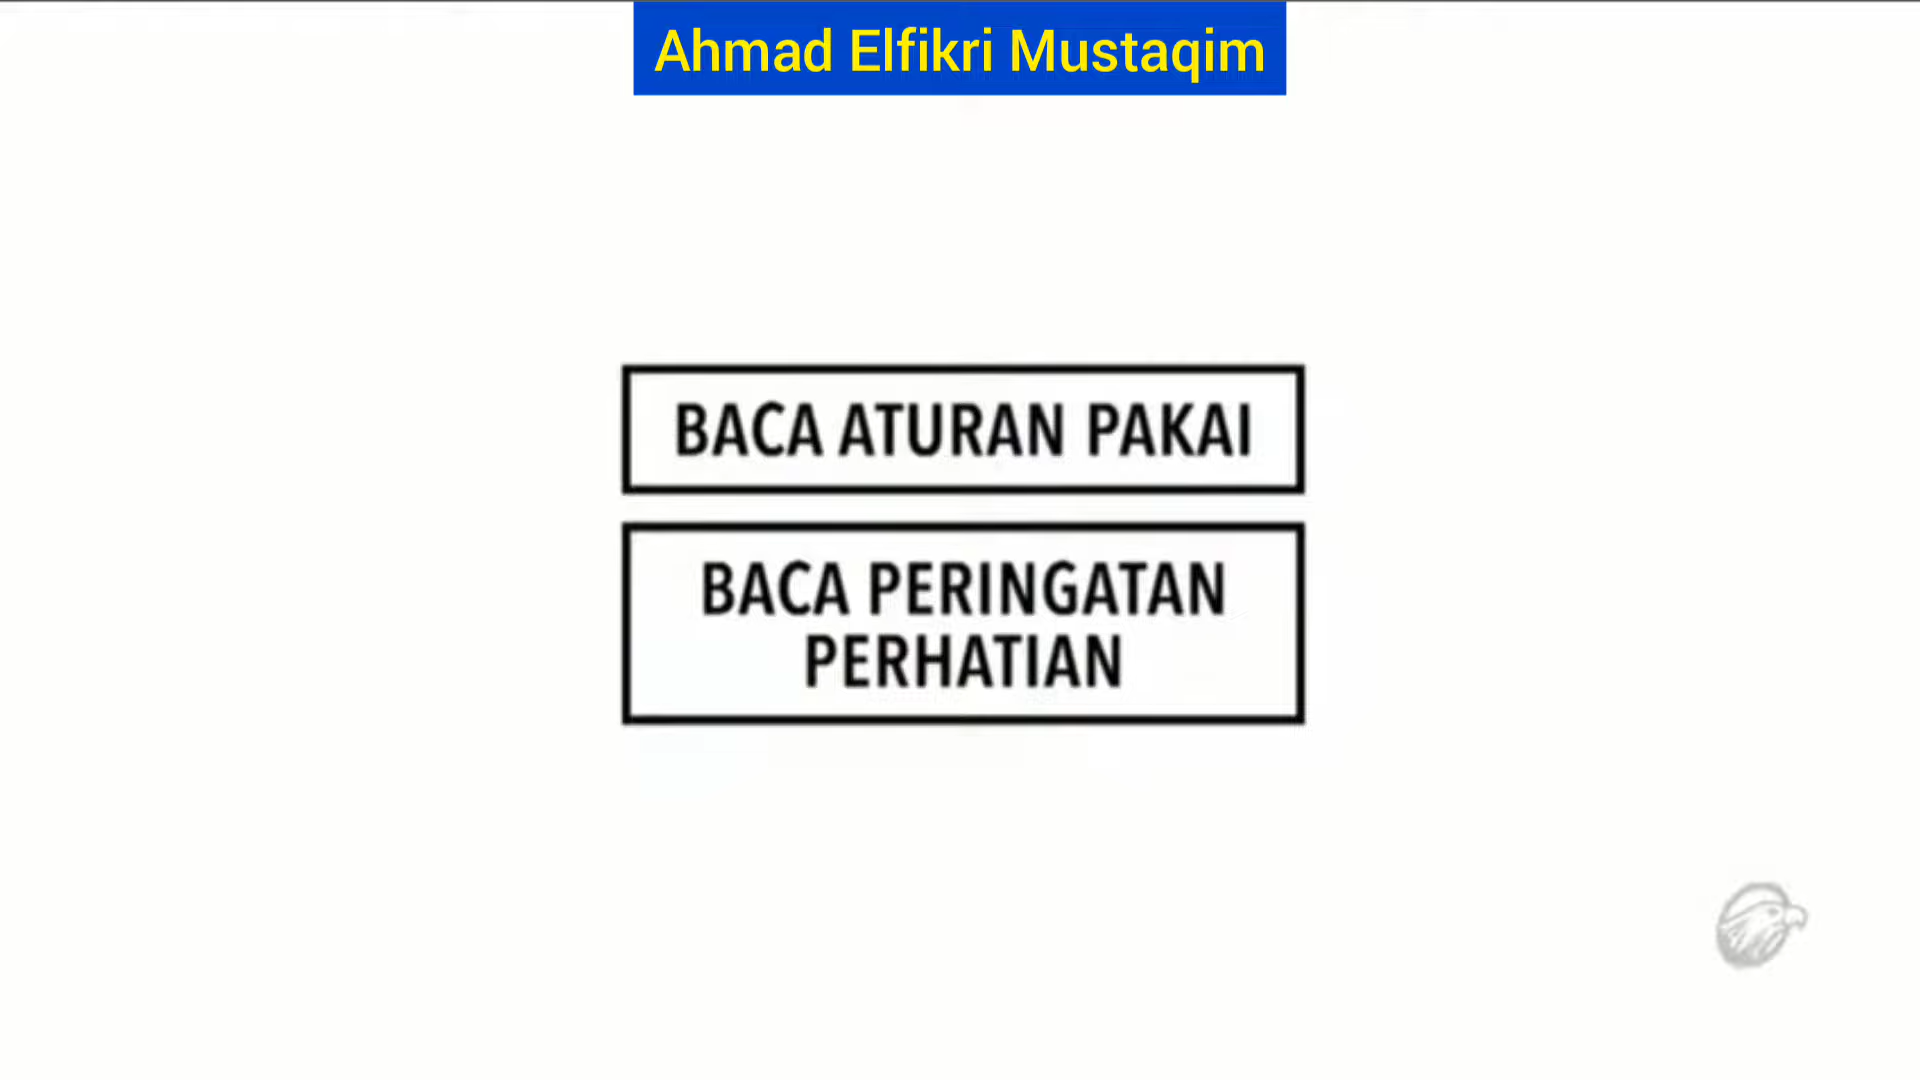 Ahmad Elfikri Mustaqim
BACA ATURAN PAKAI
BACA PERINGATAN
PERHATIAN